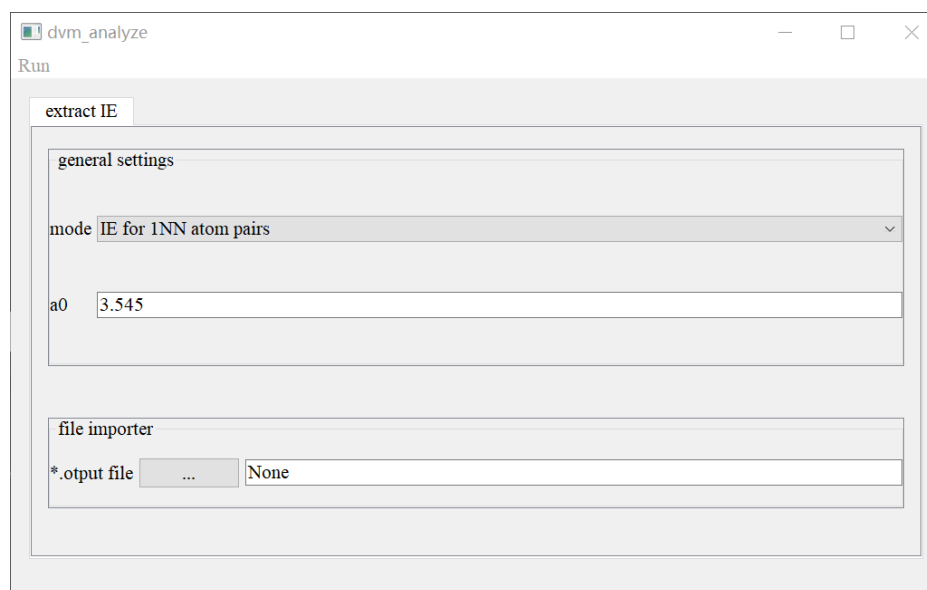 dvm_analyze
Run
extract IE
general settings
mode IE for 1NN atom pairs
a0 3.545
file importer
*.otput file ... None